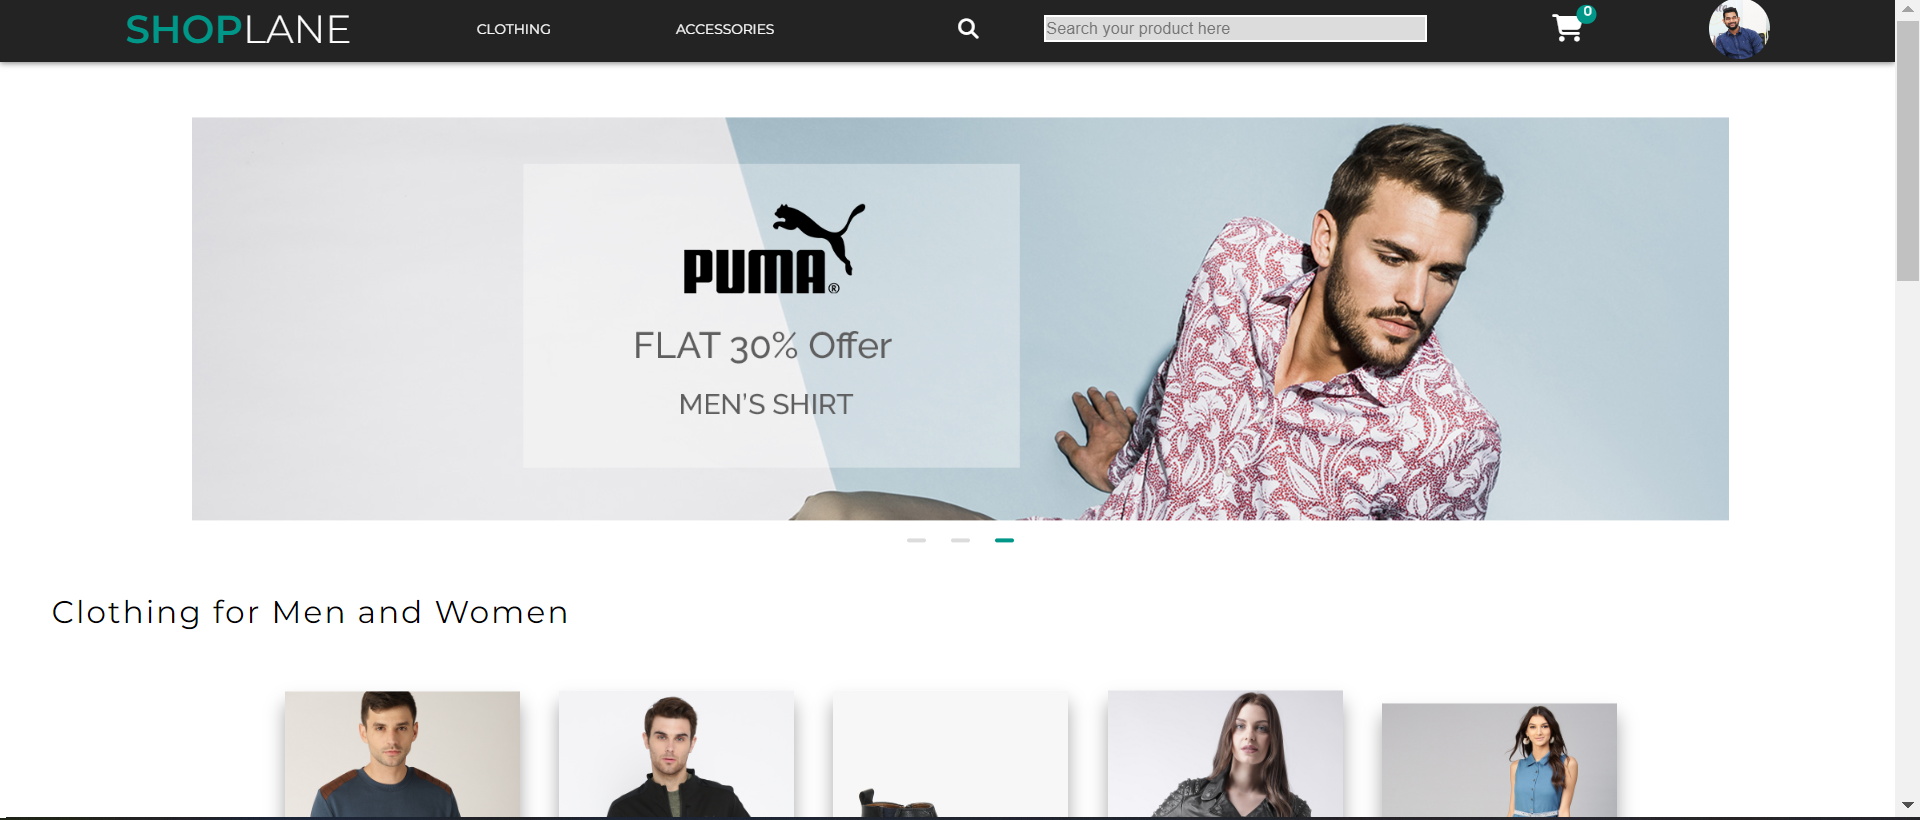 SHOPLANE
CLOTHING
ACCESSORIES
Search your product here
0
PUMA®
FLAT 30% Offer
MEN'S SHIRT
Clothing for Men and Women